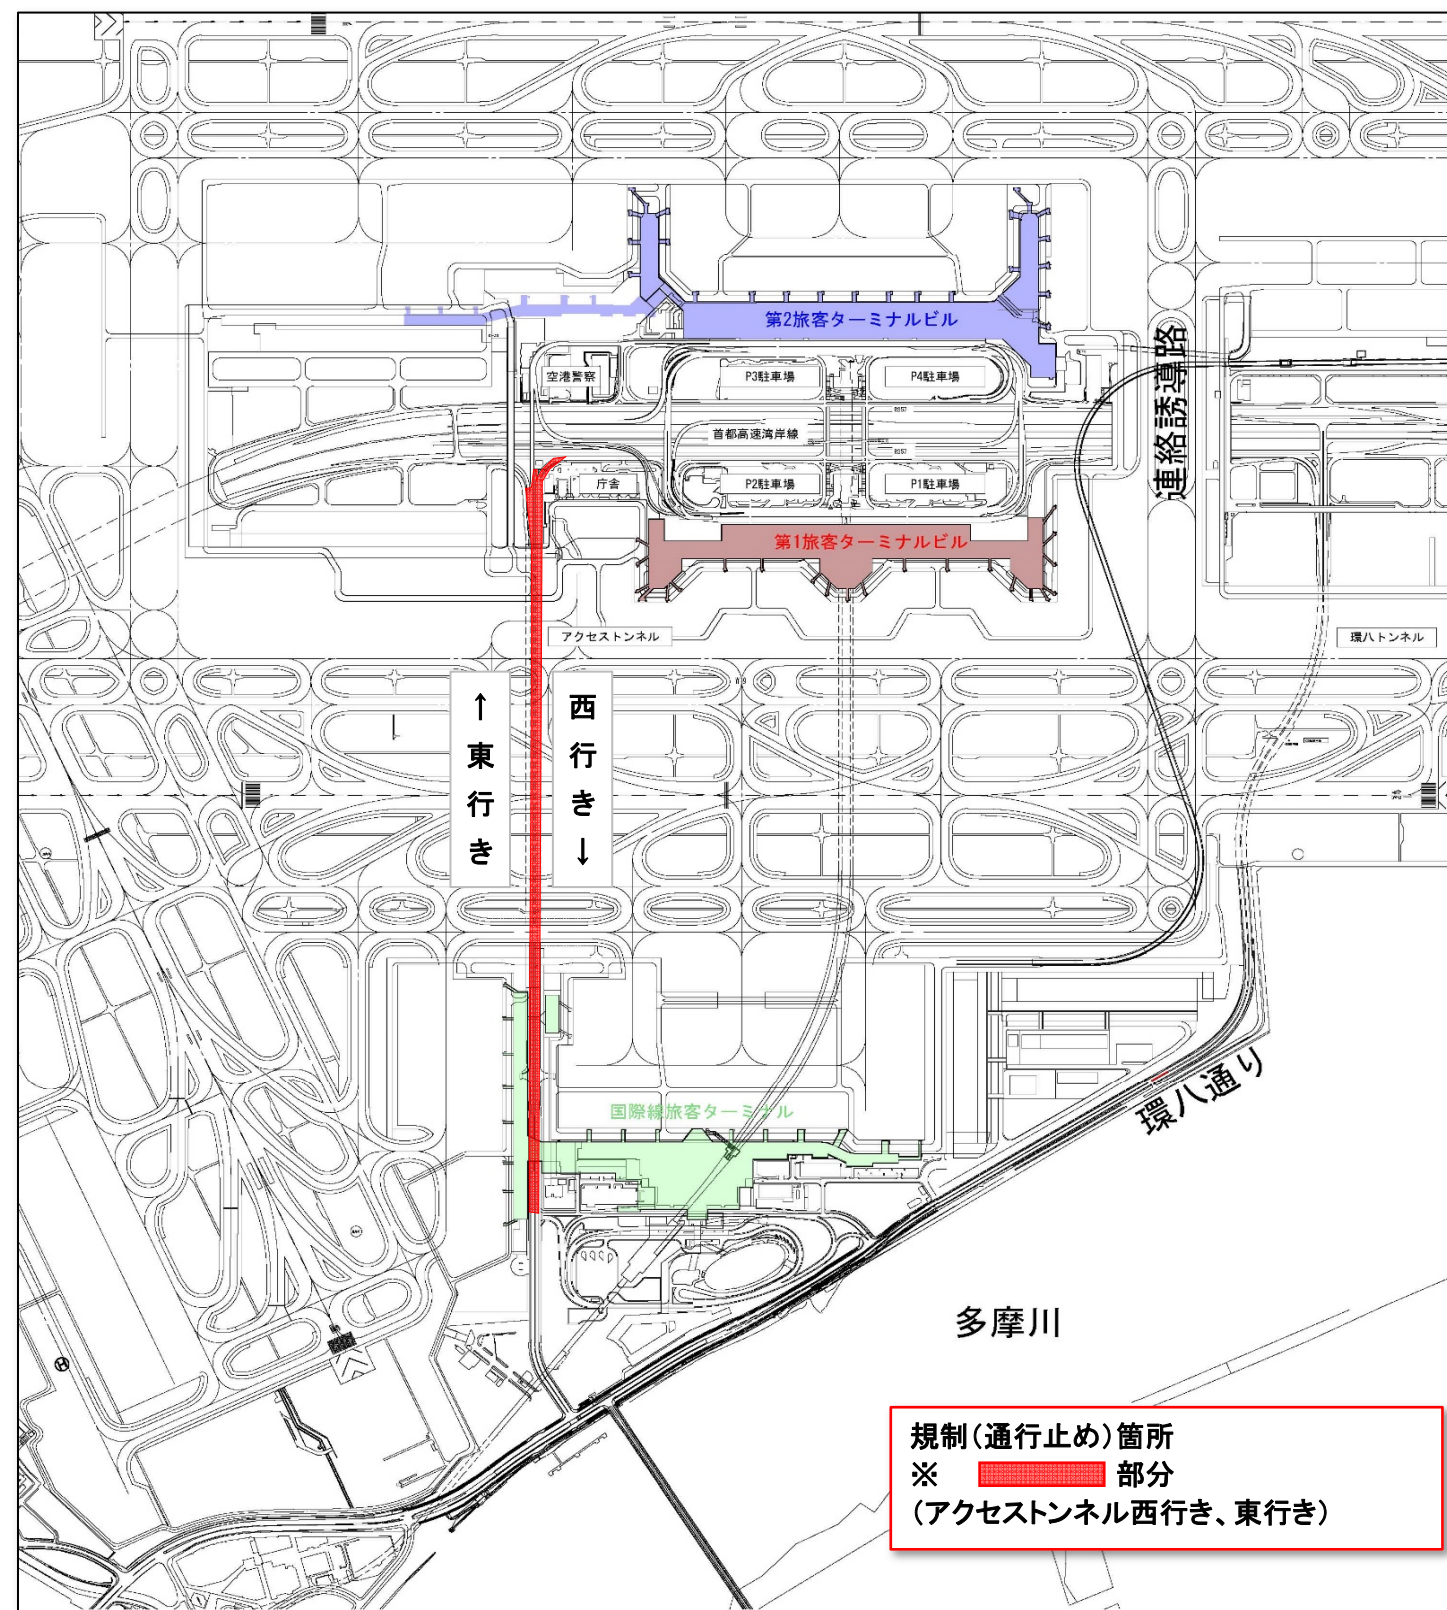 第2旅客ターミナルビル
空港警察
P3駐車場
P4駐車場
連絡誘導路
首都高速湾岸線
R357
R357
庁舎
P2駐車場
P1駐車場
第1旅客ターミナルビル
アクセストンネル
環八トンネル
↑東行き
西行き↓
国際線旅客ターミナル
環八通り
多摩川
H
規制(通行止め)箇所
※ 部分
(アクセストンネル西行き、東行き)